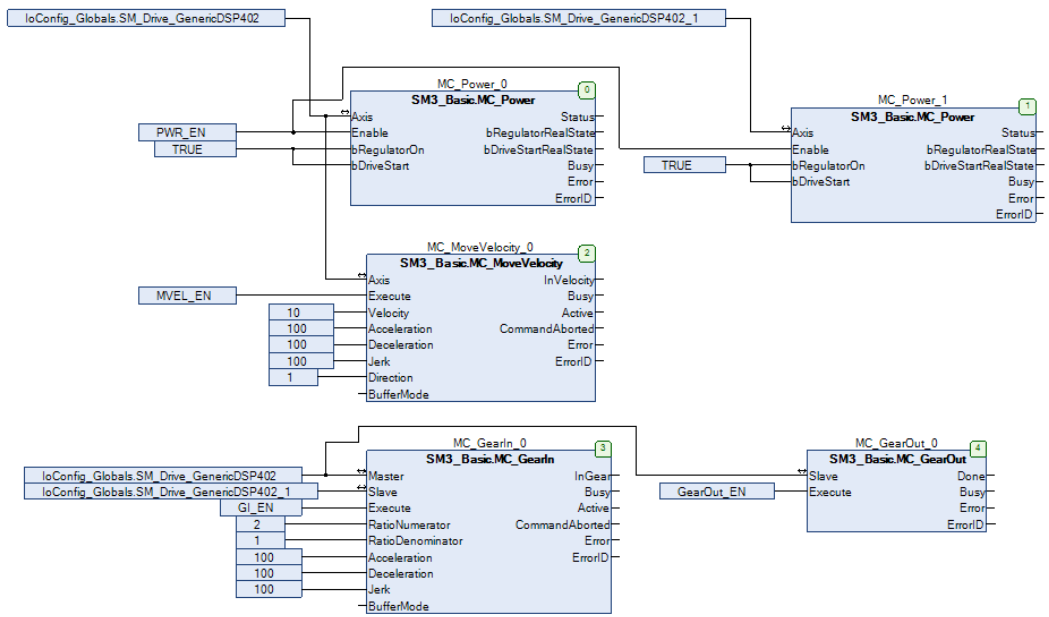 IoConfig_Globals.SM_Drive_GenericDSP402
IoConfig_Globals.SM_Drive_GenericDSP402_1
MC_Power_0
0
SM3_Basic.MC_Power
Axis
Status
PWR_EN
Enable
bRegulatorRealState
TRUE
bRegulatorOn
bDriveStartRealState
bDriveStart
Busy
Error
ErrorID
MC_Power_1
1
SM3_Basic.MC_Power
Axis
Status
Enable
bRegulatorRealState
TRUE
bRegulatorOn
bDriveStartRealState
bDriveStart
Busy
Error
ErrorID
MC_MoveVelocity_0
2
SM3_Basic.MC_MoveVelocity
Axis
InVelocity
MVEL_EN
Execute
Busy
10
Velocity
Active
100
Acceleration
CommandAborted
100
Deceleration
Error
100
Jerk
ErrorID
1
Direction
BufferMode
MC_GearIn_0
3
SM3_Basic.MC_GearIn
IoConfig_Globals.SM_Drive_GenericDSP402
Master
InGear
IoConfig_Globals.SM_Drive_GenericDSP402_1
Slave
Busy
GI_EN
Execute
Active
2
RatioNumerator
CommandAborted
1
RatioDenominator
Error
100
Acceleration
ErrorID
100
Deceleration
100
Jerk
BufferMode
MC_GearOut_0
4
SM3_Basic.MC_GearOut
Slave
Done
GearOut_EN
Execute
Busy
Error
ErrorID